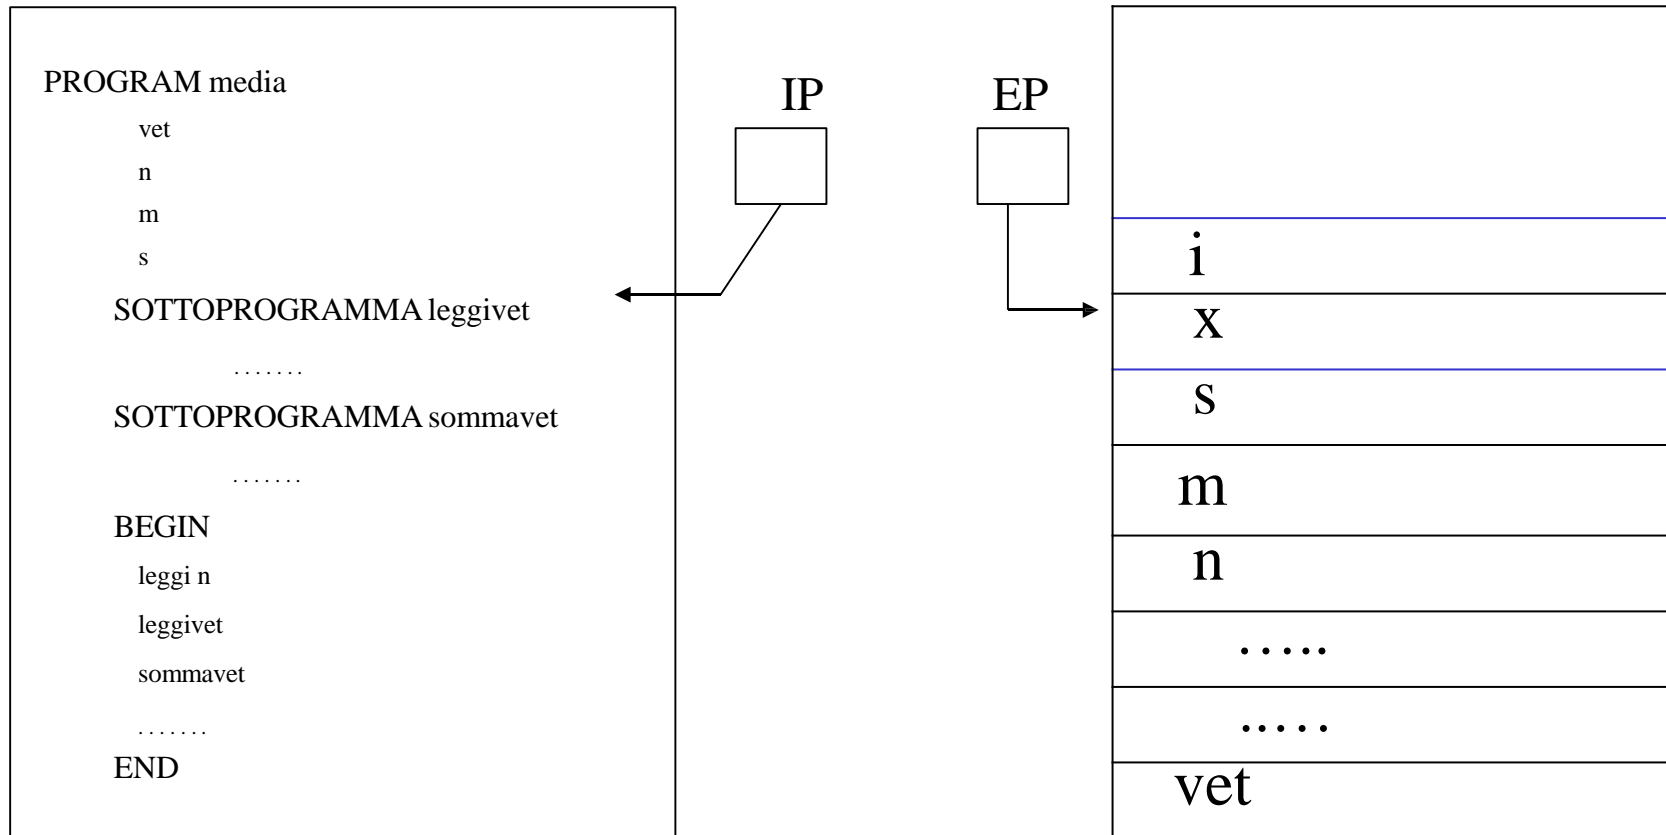 PROGRAM media
vet
n
m
s
SOTTOPROGRAMMA leggivet
.......
SOTTOPROGRAMMA sommavet
.......
BEGIN
leggi n
leggivet
sommavet
.......
END
IP
EP
i
x
s
m
n
.....
.....
vet